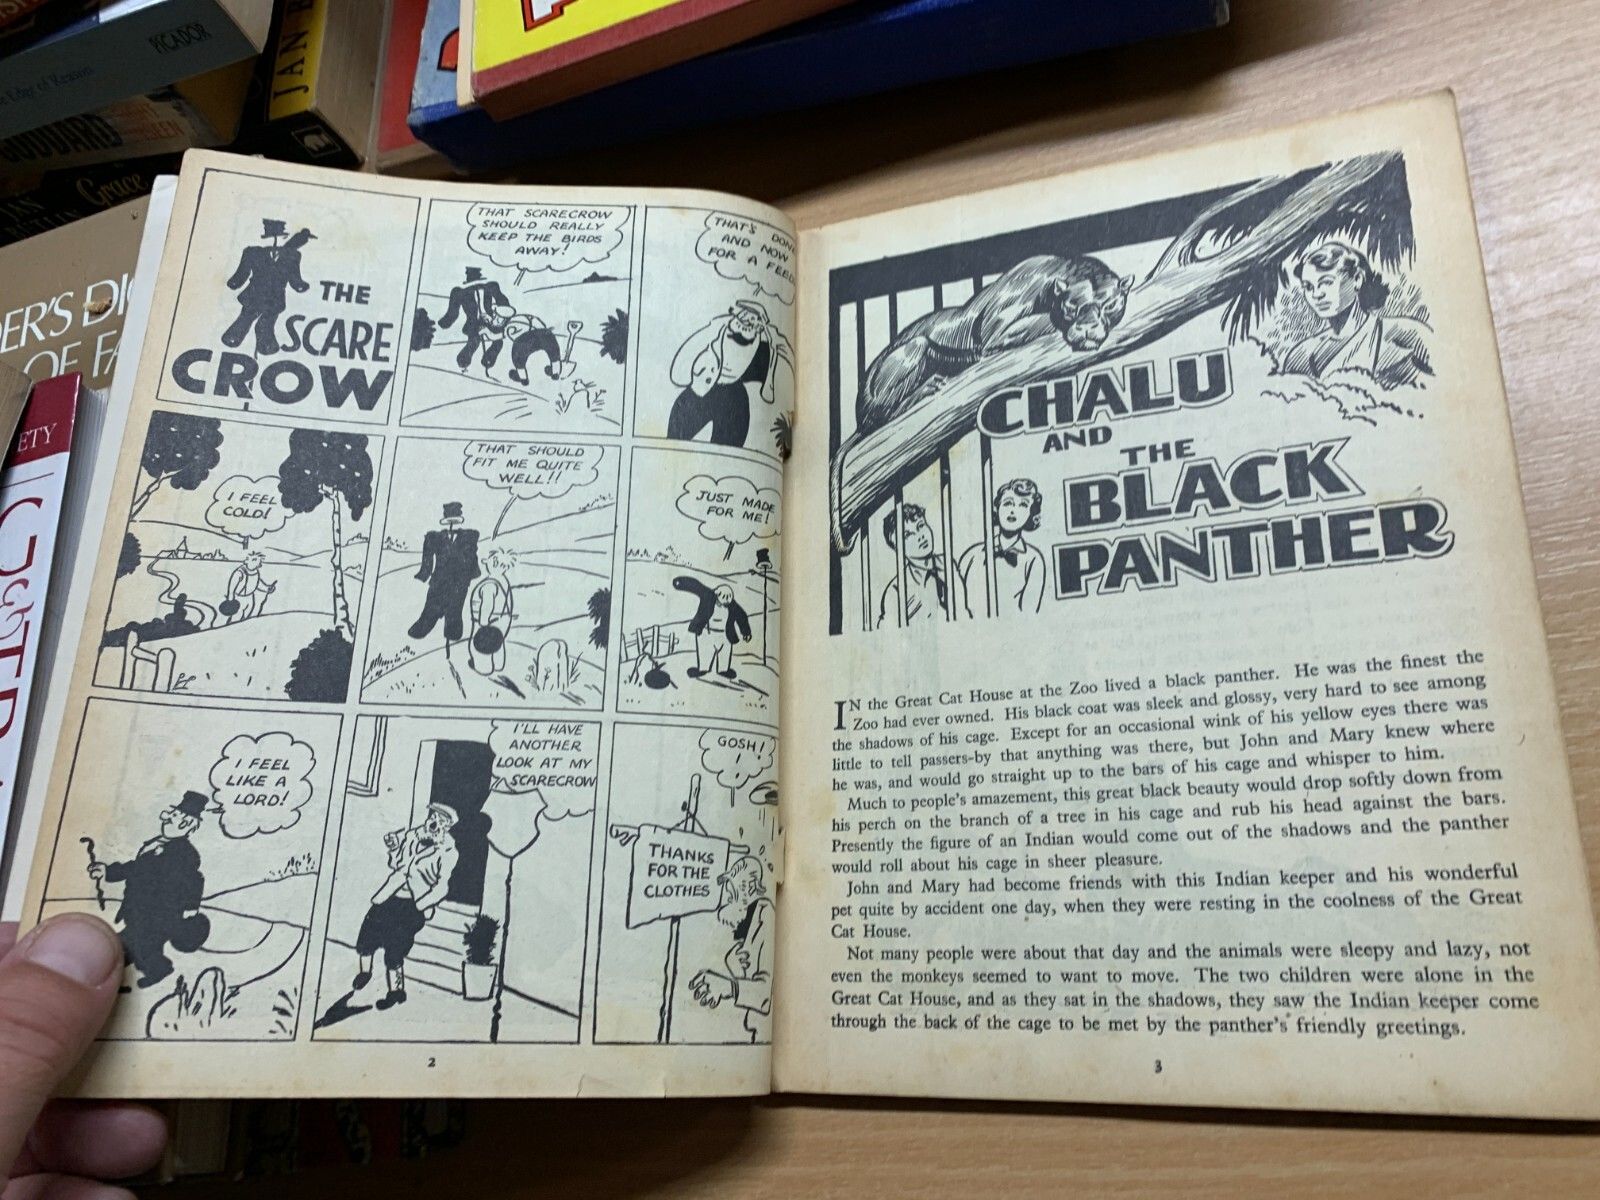 PICADOR
Edge of Reason
JAN
GODDARD
Grace
JAN
ETY
THE
SCARE
CROW
THAT SCARECROW
SHOULD REALLY
KEEP THE BIRDS
AWAY!
THAT'S
AND NOW
FOR A
I FEEL
COLD!
THAT SHOULD
FIT ME QUITE
WELL!!
JUST MADE
FOR ME!
I FEEL
LIKE A
LORD!
I'LL HAVE
ANOTHER
LOOK AT MY
SCARECROW
GOSH!
THANKS
FOR THE
CLOTHES
2
CHALU
AND THE
BLACK
PANTHER
IN the Great Cat House at the Zoo lived a black panther. He was the finest the
Zoo had ever owned. His black coat was sleek and glossy, very hard to see among
the shadows of his cage. Except for an occasional wink of his yellow eyes there was
little to tell passers-by that anything was there, but John and Mary knew where
he was, and would go straight up to the bars of his cage and whisper to him.
Much to people's amazement, this great black beauty would drop softly down from
his perch on the branch of a tree in his cage and rub his head against the bars.
Presently the figure of an Indian would come out of the shadows and the panther
would roll about his cage in sheer pleasure.
John and Mary had become friends with this Indian keeper and his wonderful
pet quite by accident one day, when they were resting in the coolness of the Great
Cat House.
Not many people were about that day and the animals were sleepy and lazy, not
even the monkeys seemed to want to move. The two children were alone in the
Great Cat House, and as they sat in the shadows, they saw the Indian keeper come
through the back of the cage to be met by the panther's friendly greetings.
3